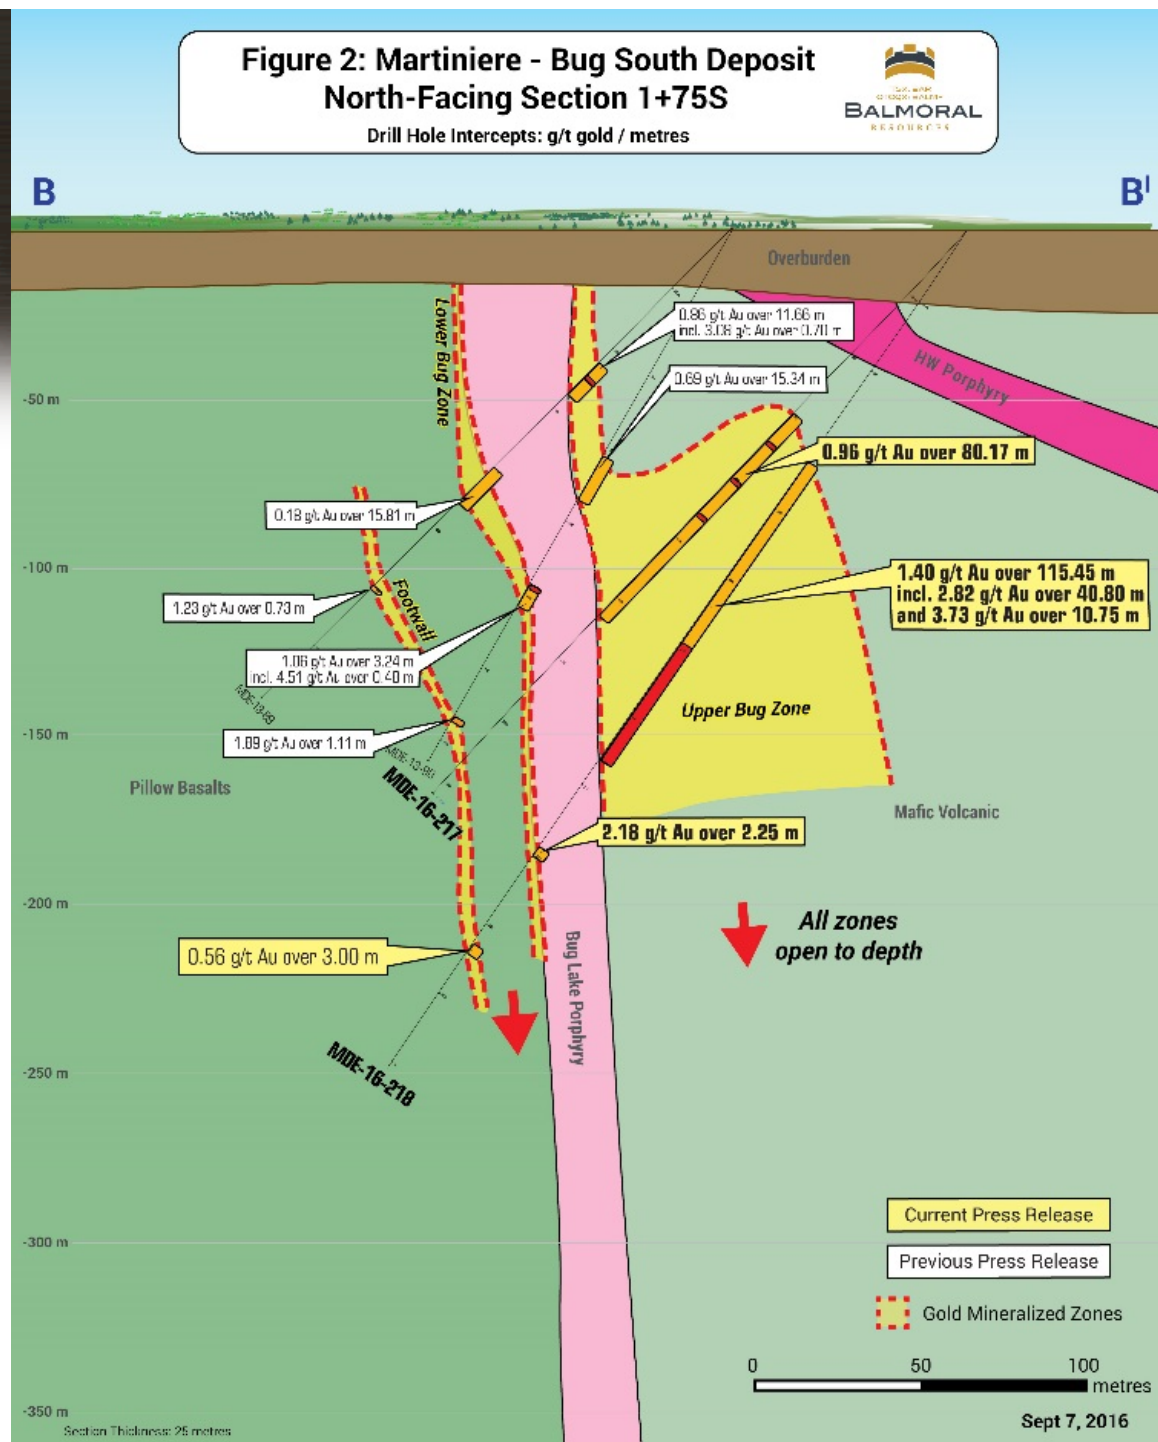 Figure 2: Martiniere - Bug South Deposit
North-Facing Section 1+75S
Drill Hole Intercepts: g/t gold / metres
BALMORAL
RESOURCES
B
B'
Overburden
Lower Bug Zone
0.86 g/t Au over 11.66 m
incl. 3.08 g/t Au over 0.70 m
HW Porphyry
0.69 g/t Au over 15.34 m
-50 m
0.96 g/t Au over 80.17 m
0.18 g/t Au over 15.81 m
-100 m
1.40 g/t Au over 115.45 m
incl. 2.82 g/t Au over 40.80 m
and 3.73 g/t Au over 10.75 m
1.23 g/t Au over 0.73 m
Footwall
1.06 g/t Au over 3.24 m
incl. 4.51 g/t Au over 0.40 m
Upper Bug Zone
-150 m
1.09 g/t Au over 1.11 m
MDE-16-217
Pillow Basalts
Mafic Volcanic
2.18 g/t Au over 2.25 m
-200 m
All zones
open to depth
0.56 g/t Au over 3.00 m
Bug Lake Porphyry
-250 m
MDE-16-218
Current Press Release
-300 m
Previous Press Release
Gold Mineralized Zones
0 50 100
metres
-350 m
Sept 7, 2016
Section Thickness: 25 metres